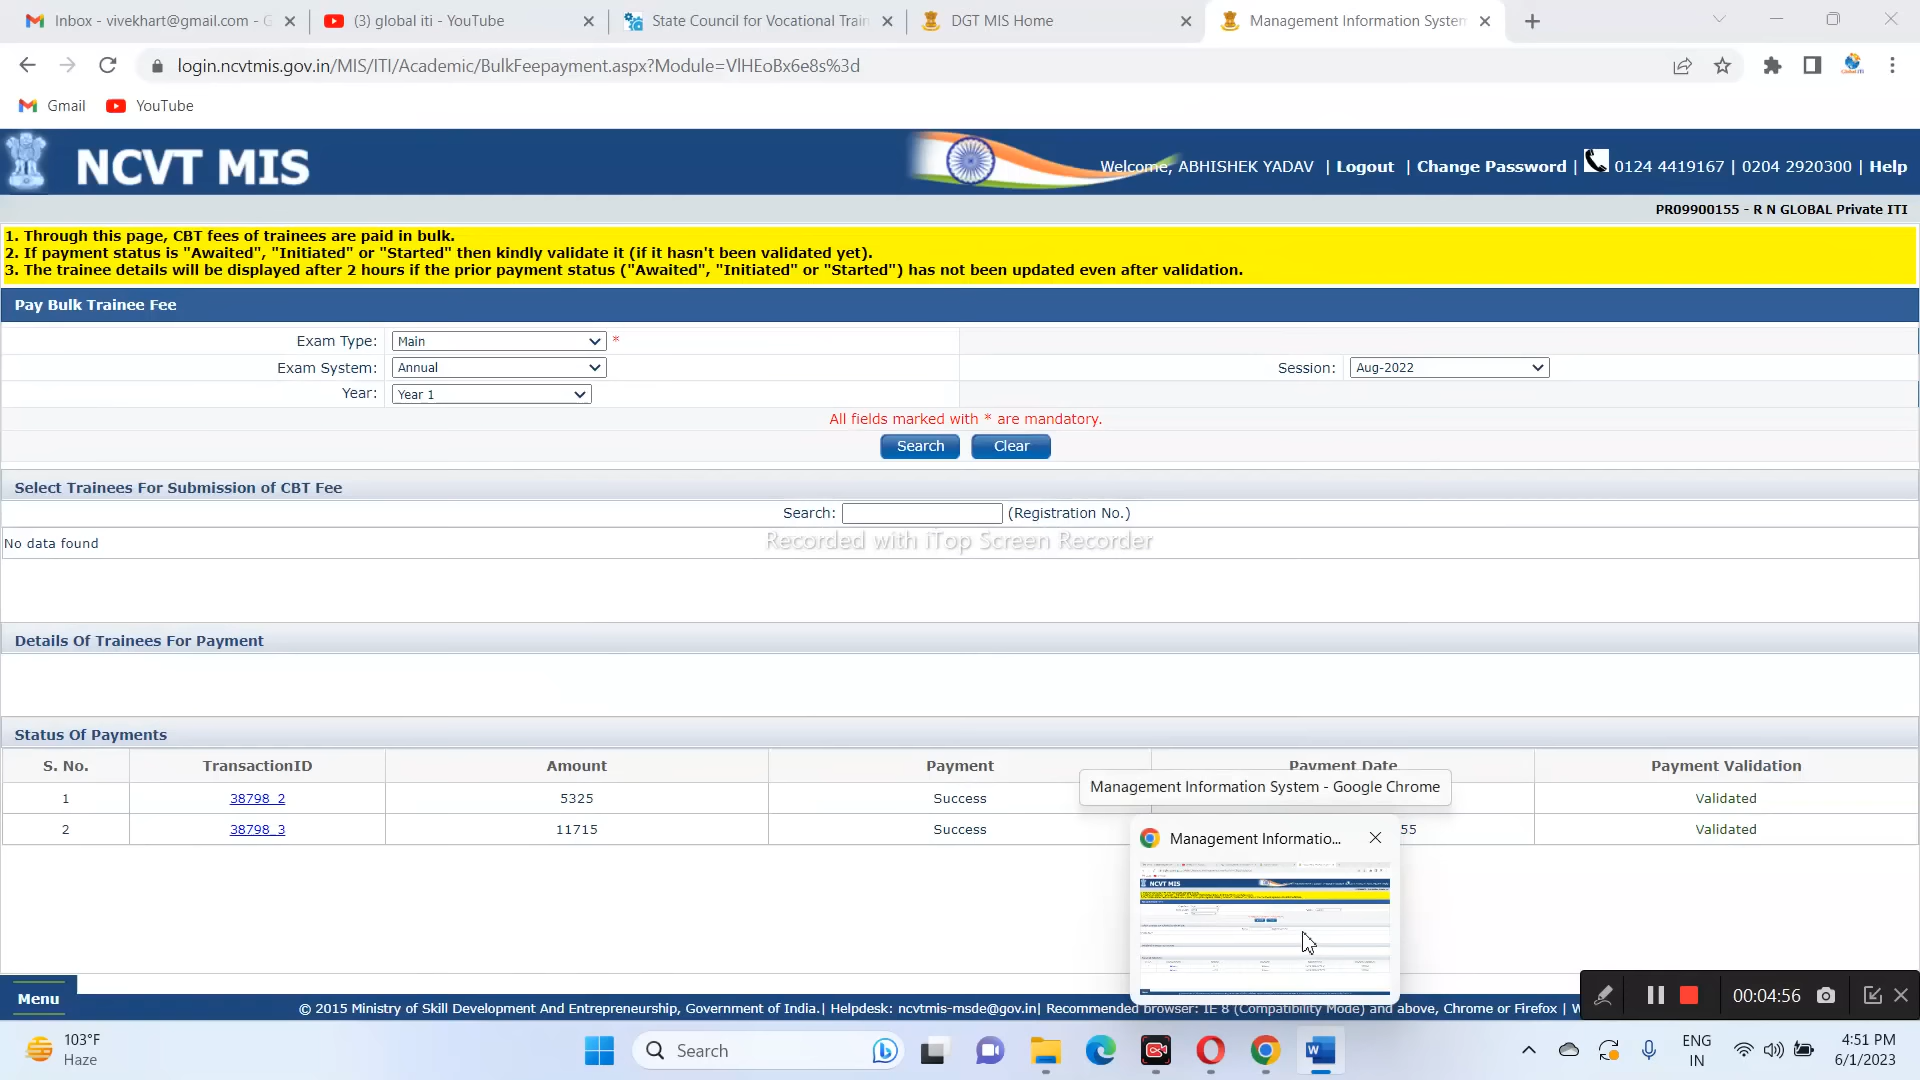 Inbox - vivekhart@gmail.com - G
(3) global iti - YouTube
State Council for Vocational Train
DGT MIS Home
Management Information System
login.ncvtmis.gov.in/MIS/ITI/Academic/BulkFeepayment.aspx?Module=VlHEoBx6e8s%3d
Gmail YouTube
NCVT MIS
Welcome, ABHISHEK YADAV | Logout | Change Password | 0124 4419167 | 0204 2920300 | Help
PR09900155 - R N GLOBAL Private ITI
1. Through this page, CBT fees of trainees are paid in bulk.
2. If payment status is "Awaited", "Initiated" or "Started" then kindly validate it (if it hasn't been validated yet).
3. The trainee details will be displayed after 2 hours if the prior payment status ("Awaited", "Initiated" or "Started") has not been updated even after validation.
Pay Bulk Trainee Fee
Exam Type: Main *
Exam System: Annual Session: Aug-2022
Year: Year 1
All fields marked with * are mandatory.
Search Clear
Select Trainees For Submission of CBT Fee
Search: (Registration No.)
No data found
Recorded with iTop Screen Recorder
Details Of Trainees For Payment
Status Of Payments
S. No. TransactionID Amount Payment Payment Date Payment Validation
Management Information System - Google Chrome
1 38798_2 5325 Success Validated
2 38798_3 11715 Success 55 Validated
Management Informatio...
NCVT MIS
Menu
© 2015 Ministry of Skill Development And Entrepreneurship, Government of India.| Helpdesk: ncvtmis-msde@gov.in| Recommended browser: IE 8 (Compatibility Mode) and above, Chrome or Firefox | W
00:04:56
103°F
Haze
Search
ENG
IN
4:51 PM
6/1/2023